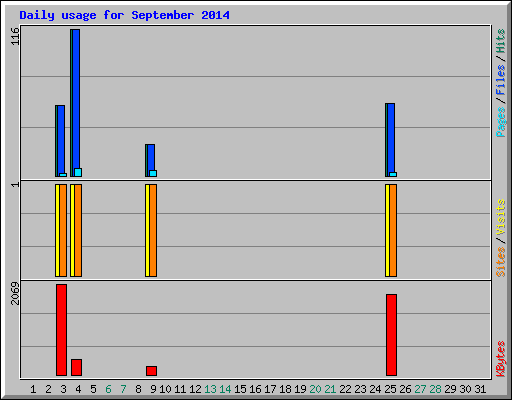 Daily usage for September 2014
116
Pages / Files / Hits
1
Sites / Visits
2069
KBytes
1 2 3 4 5 6 7 8 9 10 11 12 13 14 15 16 17 18 19 20 21 22 23 24 25 26 27 28 29 30 31